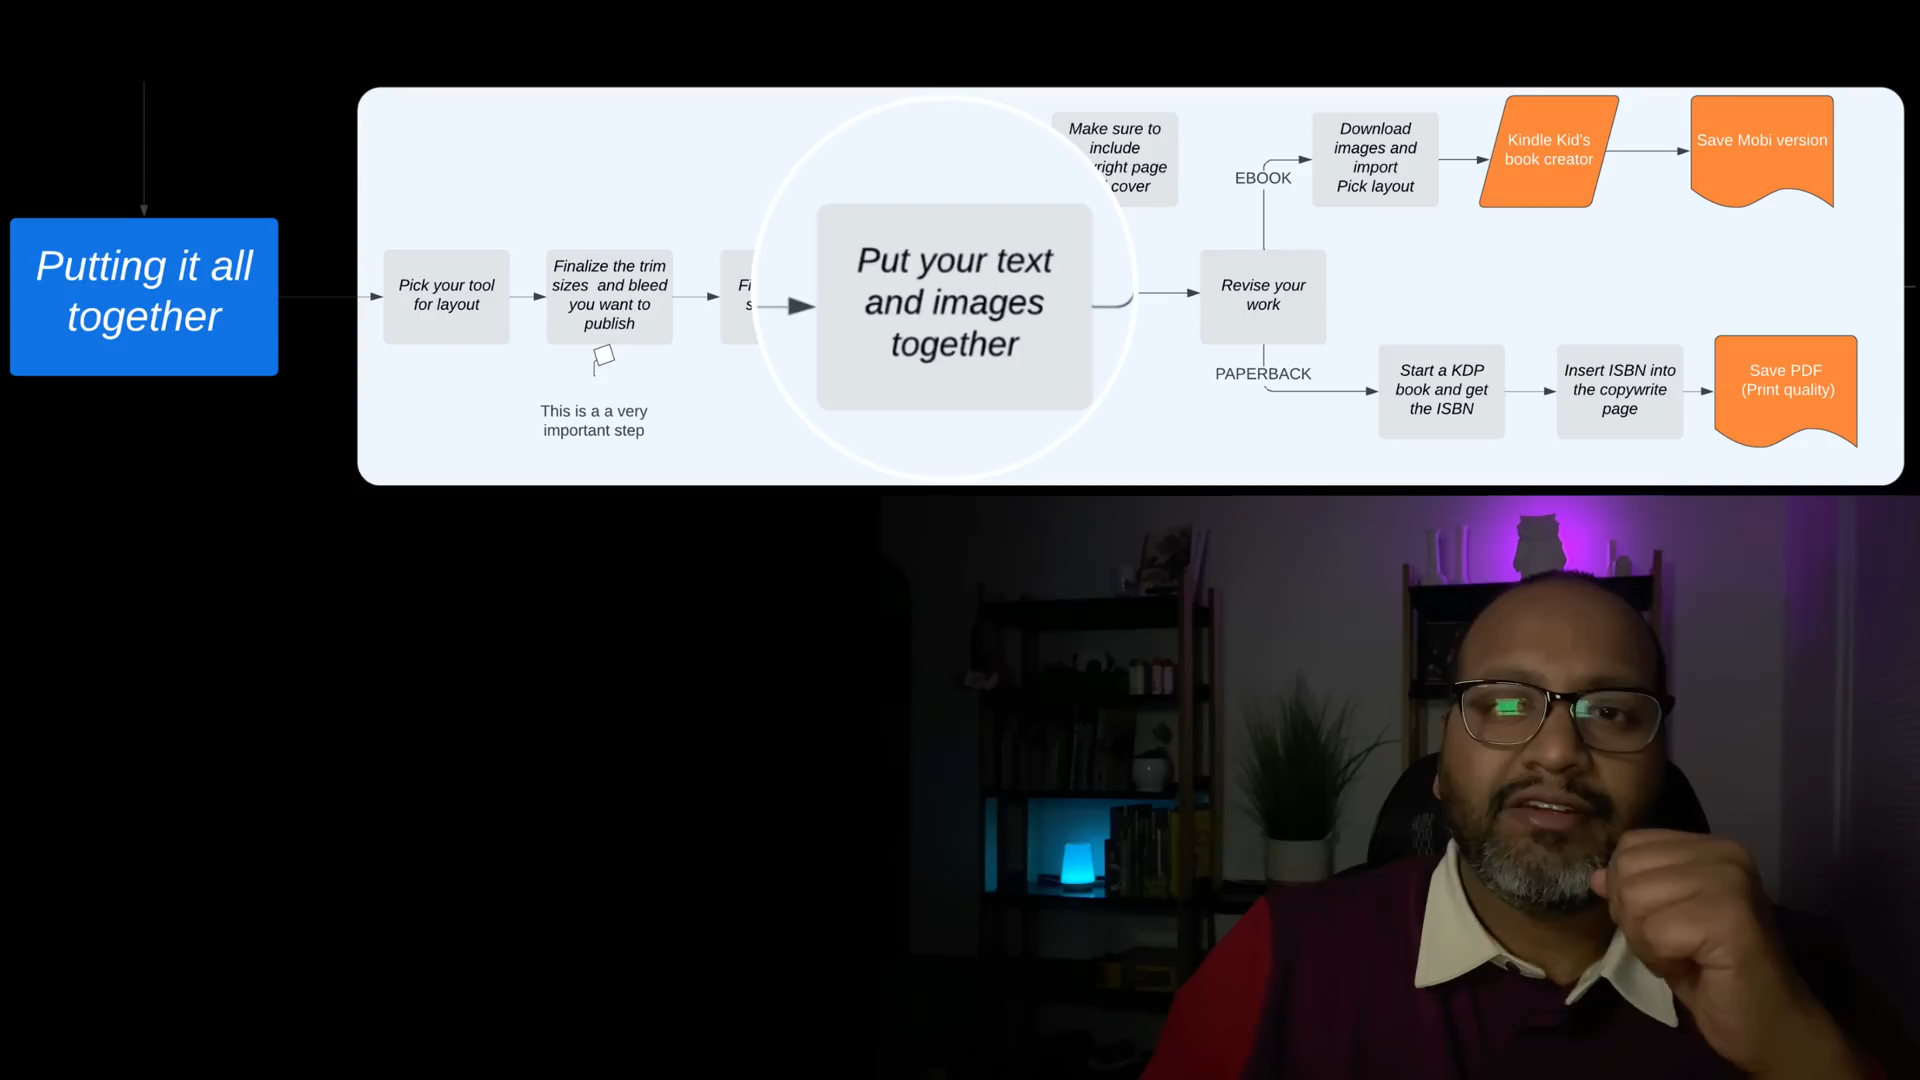 Putting it all
together
Pick your tool
for layout
Finalize the trim
sizes and bleed
you want to
publish
This is a a very
important step
Put your text
and images
together
Make sure to
include
page
cover
Revise your
work
EBOOK
Download
images and
import
Pick layout
Kindle Kid's
book creator
Save Mobi version
PAPERBACK
Start a KDP
book and get
the ISBN
Insert ISBN into
the copywrite
page
Save PDF
(Print quality)